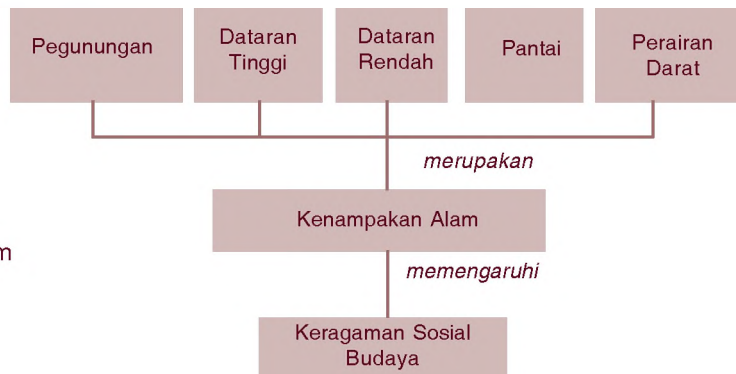 Pegunungan
Dataran
Tinggi
Dataran
Rendah
Pantai
Perairan
Darat
merupakan
Kenampakan Alam
m
memengaruhi
Keragaman Sosial
Budaya